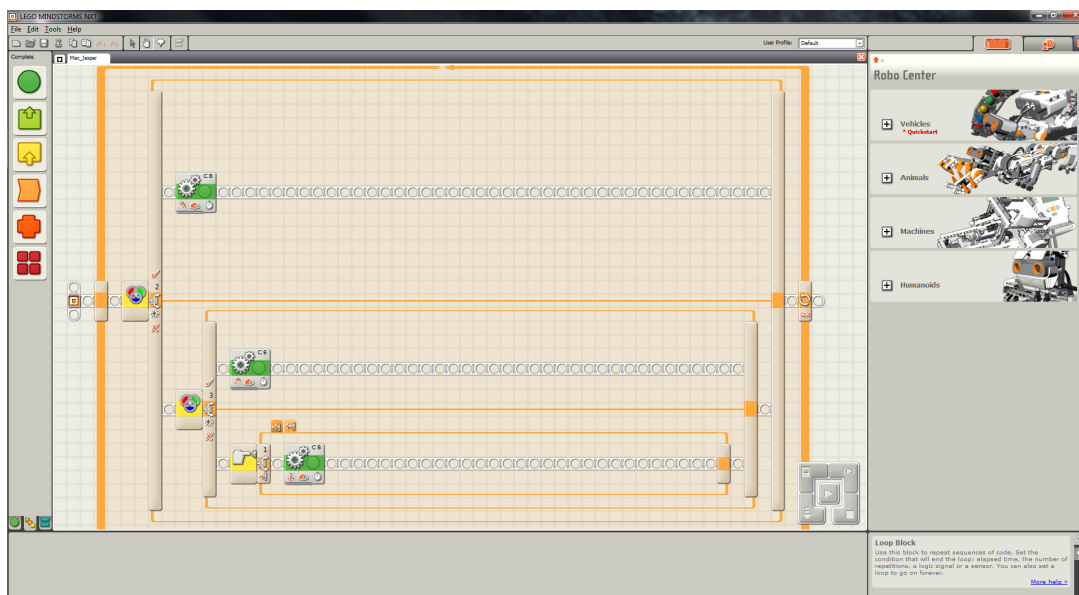 LEGO MINDSTORMS NXT
File Edit Tools Help
User Profile: Default
Complete
Max_Jasper
Robo Center
Vehicles
* Quickstart
Animals
Machines
Humanoids
C B
2
C B
3
1
C B
Loop Block
Use this block to repeat sequences of code. Set the
condition that will end the loop: elapsed time, the number of
repetitions, a logic signal or a sensor. You can also set a
loop to go on forever.
More help »